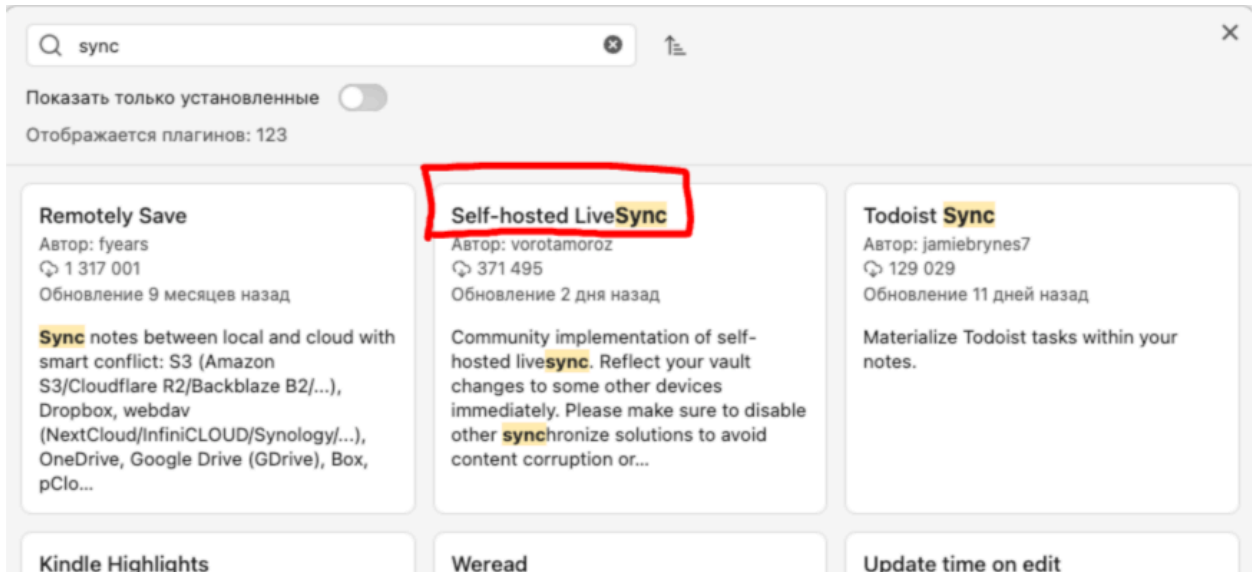 sync
Показать только установленные
Отображается плагинов: 123
Remotely Save
Автор: fyears
1 317 001
Обновление 9 месяцев назад
Sync notes between local and cloud with
smart conflict: S3 (Amazon
S3/Cloudflare R2/Backblaze B2/...),
Dropbox, webdav
(NextCloud/InfiniCLOUD/Synology/...),
OneDrive, Google Drive (GDrive), Box,
pClo...
Self-hosted LiveSync
Автор: vorotamoroz
371 495
Обновление 2 дня назад
Community implementation of self-
hosted livesync. Reflect your vault
changes to some other devices
immediately. Please make sure to disable
other synchronize solutions to avoid
content corruption or...
Todoist Sync
Автор: jamiebrynes7
129 029
Обновление 11 дней назад
Materialize Todoist tasks within your
notes.
Kindle Highlights
Weread
Update time on edit